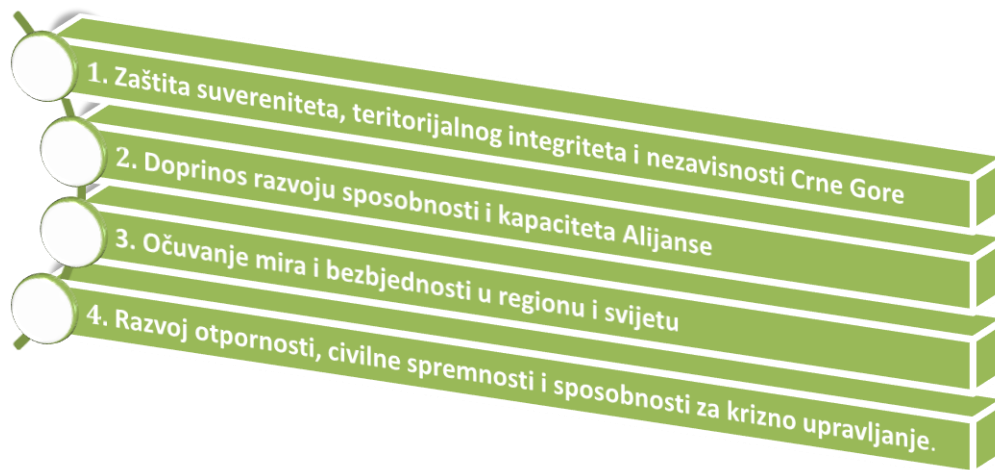 1. Zaštita suvereniteta, teritorijalnog integriteta i nezavisnosti Crne Gore
2. Doprinos razvoju sposobnosti i kapaciteta Alijanse
3. Očuvanje mira i bezbjednosti u regionu i svijetu
4. Razvoj otpornosti, civilne spremnosti i sposobnosti za krizno upravljanje.